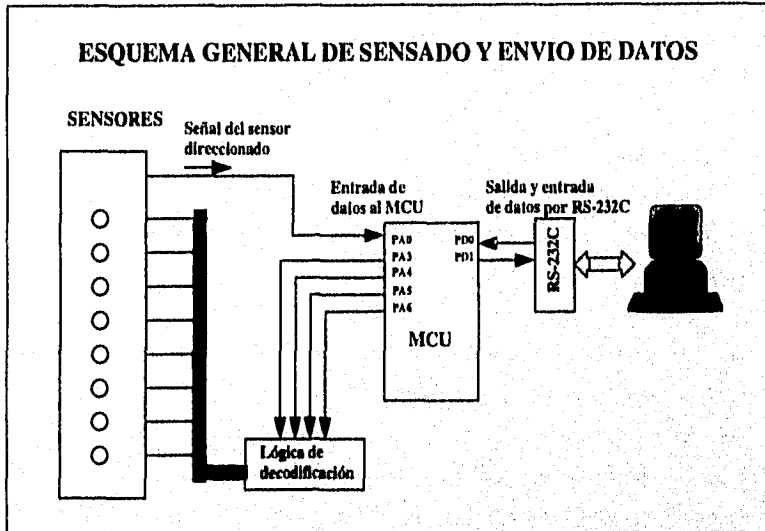 ESQUEMA GENERAL DE SENSADO Y ENVIO DE DATOS
SENSORES
Señal del sensor
direccionado
Entrada de
datos al MCU
Salida y entrada
de datos por RS-232C
PA0
PA3
PA4
PA5
PA6
PD0
PD1
MCU
RS-232C
Lógica de
decodificación